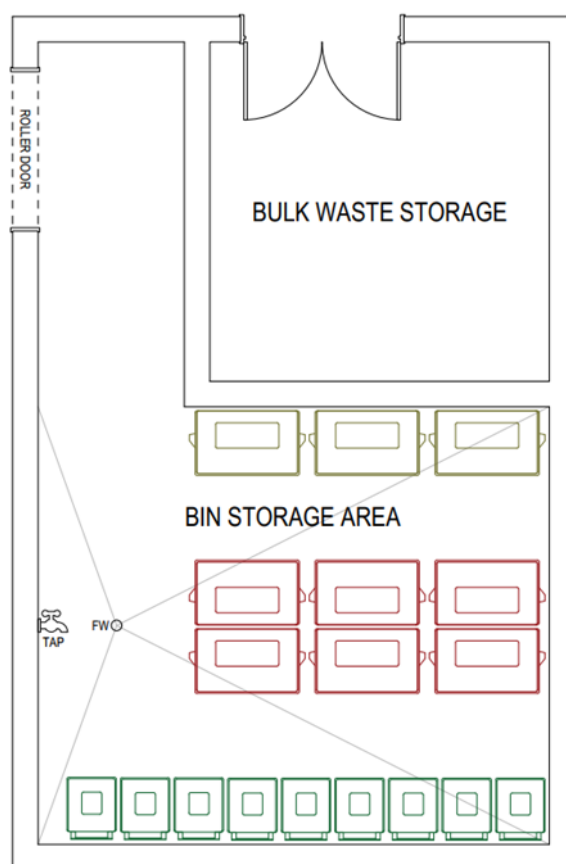 ROLLER DOOR
BULK WASTE STORAGE
BIN STORAGE AREA
FW
TAP